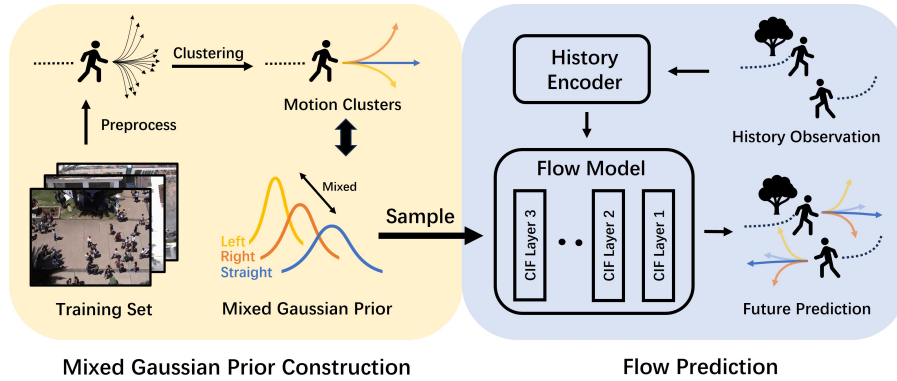 Clustering
Preprocess
Motion Clusters
Mixed
Left
Right
Straight
Training Set
Mixed Gaussian Prior
Sample
History
Encoder
History Observation
Flow Model
CIF Layer 3
CIF Layer 2
CIF Layer 1
Future Prediction
Mixed Gaussian Prior Construction
Flow Prediction